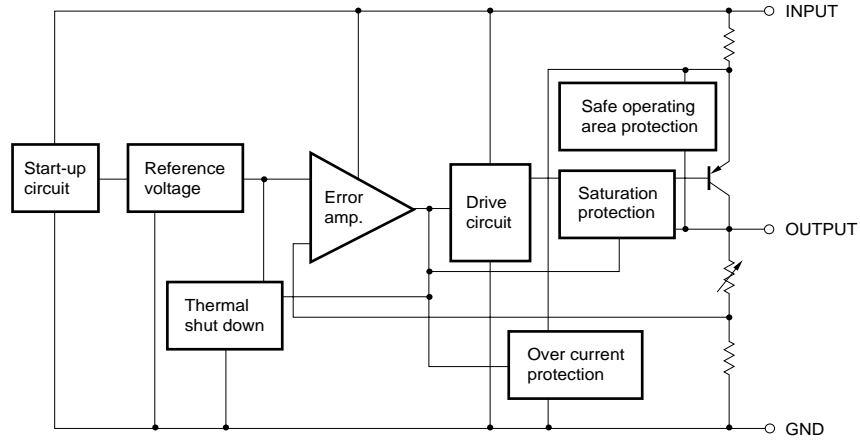 INPUT
Safe operating
area protection
Start-up
circuit
Reference
voltage
Error
amp.
Drive
circuit
Saturation
protection
OUTPUT
Thermal
shut down
Over current
protection
GND